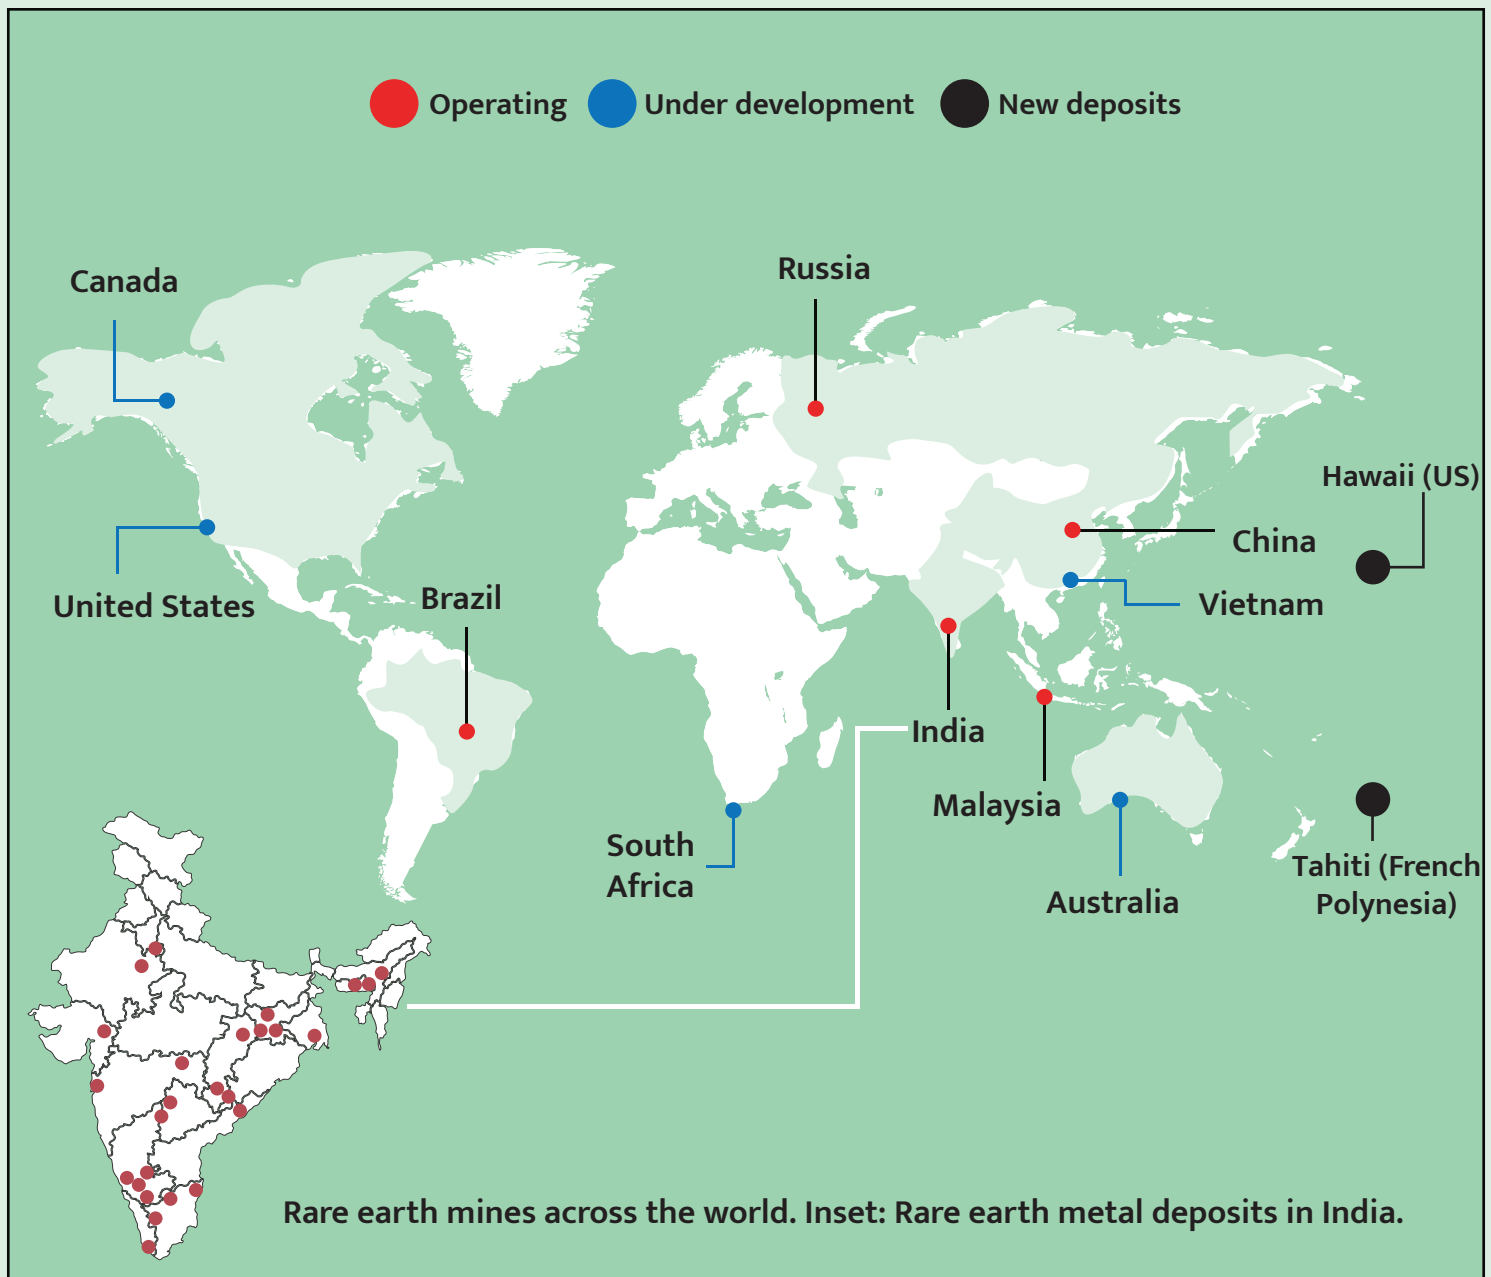 Operating
Under development
New deposits
Canada
Russia
Hawaii (US)
China
United States
Brazil
Vietnam
India
Malaysia
South
Africa
Tahiti (French
Polynesia)
Australia
Rare earth mines across the world. Inset: Rare earth metal deposits in India.